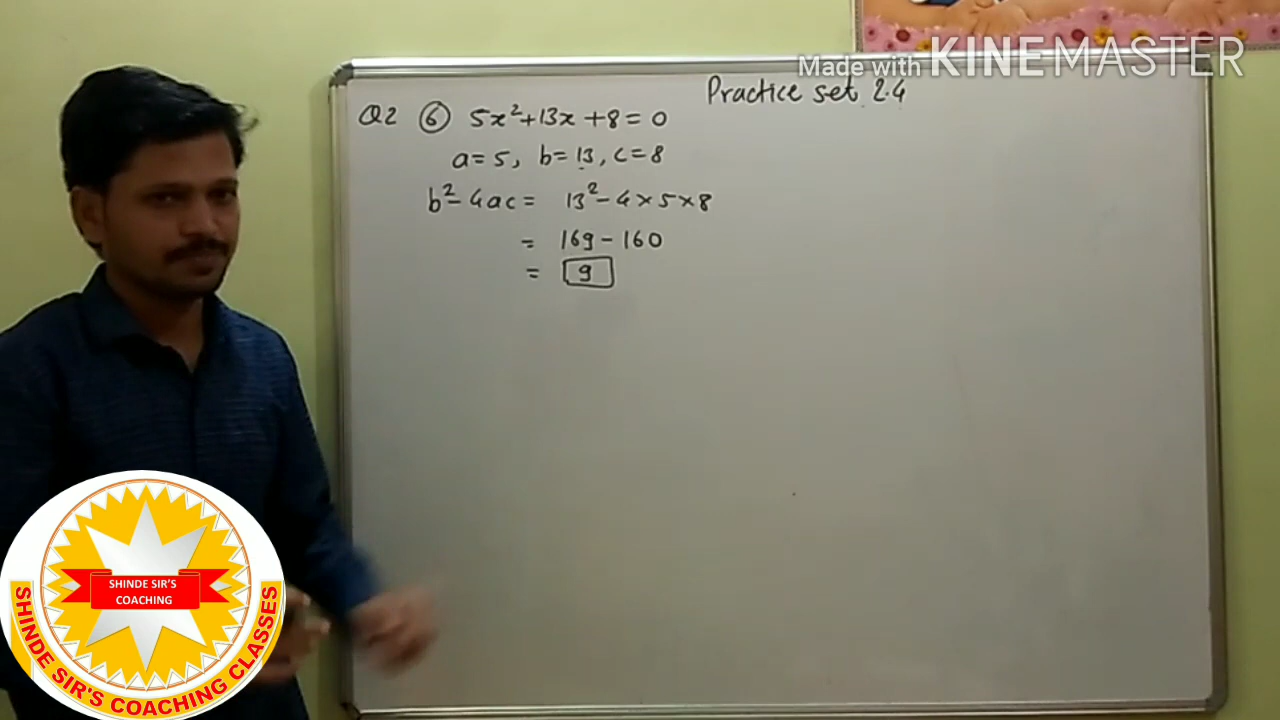 Made with KINEMASTER
Practice set 2.4
Q2 ⑥ 5x²+13x+8=0
a=5, b=13, c=8
b²-4ac= 13²-4×5×8
= 169-160
= 9
SHINDE SIR'S
COACHING
SHINDE SIR'S COACHING CLASSES